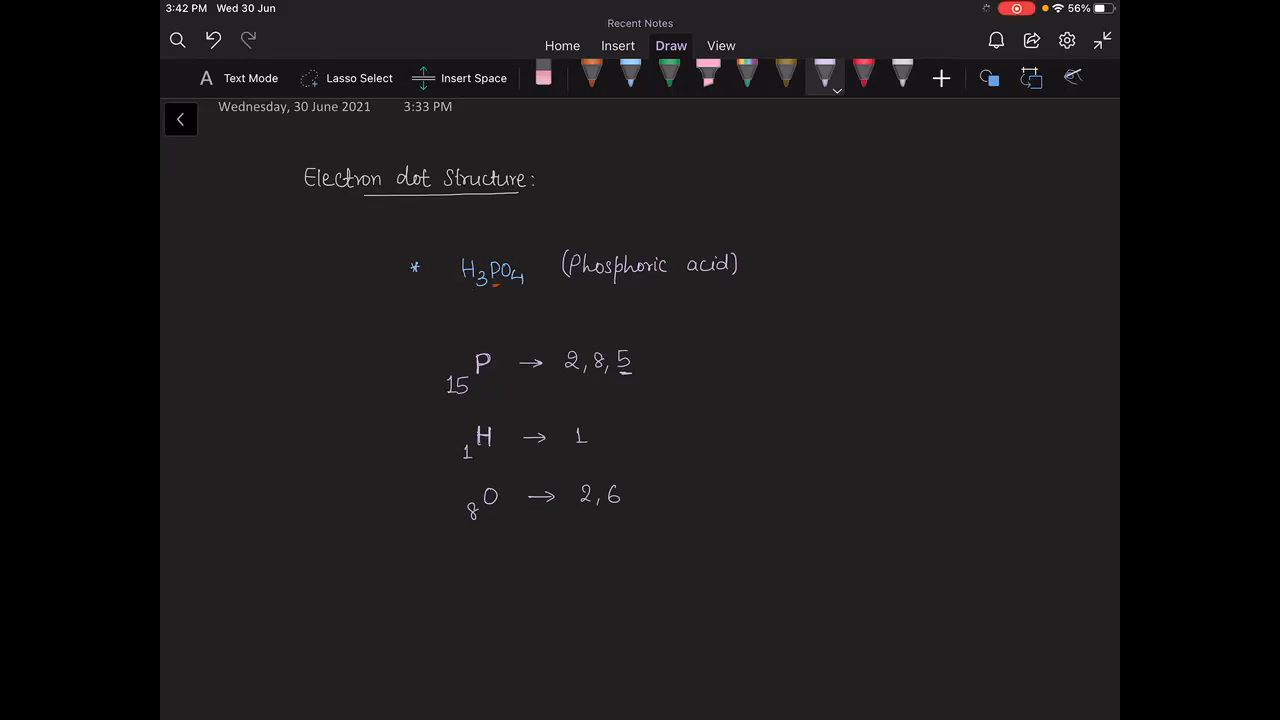 3:42 PM Wed 30 Jun 56%
Recent Notes
Home Insert Draw View
A Text Mode Lasso Select Insert Space
Wednesday, 30 June 2021 3:33 PM
Electron dot Structure:
* H₃PO₄ (Phosphoric acid)
₁₅P → 2, 8, 5
₁H → 1
₈O → 2, 6